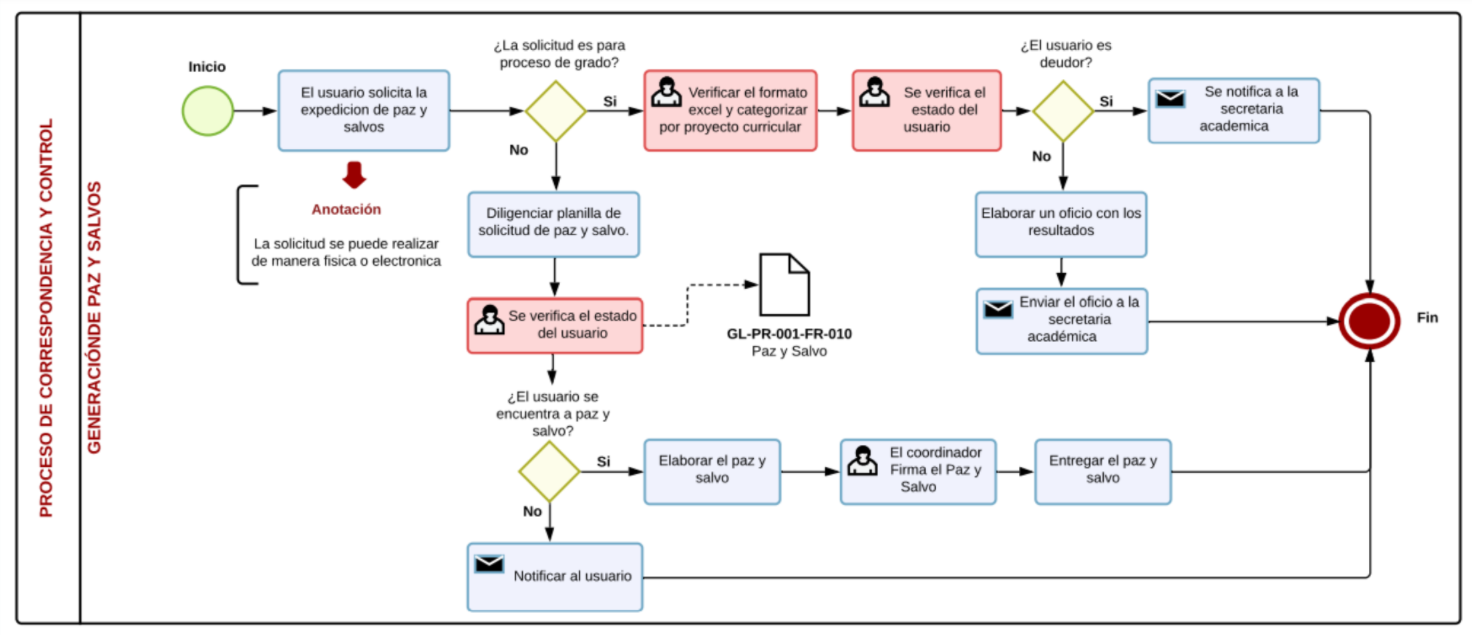 PROCESO DE CORRESPONDENCIA Y CONTROL
GENERACIÓNDE PAZ Y SALVOS
Inicio
El usuario solicita la
expedicion de paz y
salvos
Anotación
La solicitud se puede realizar
de manera fisica o electronica
¿La solicitud es para
proceso de grado?
Si
No
Verificar el formato
excel y categorizar
por proyecto curricular
Se verifica el
estado del
usuario
¿El usuario es
deudor?
Si
No
Se notifica a la
secretaria
academica
Elaborar un oficio con los
resultados
Enviar el oficio a la
secretaria
académica
Fin
Diligenciar planilla de
solicitud de paz y salvo.
Se verifica el estado
del usuario
GL-PR-001-FR-010
Paz y Salvo
¿El usuario se
encuentra a paz y
salvo?
Si
No
Elaborar el paz y
salvo
El coordinador
Firma el Paz y
Salvo
Entregar el paz y
salvo
Notificar al usuario